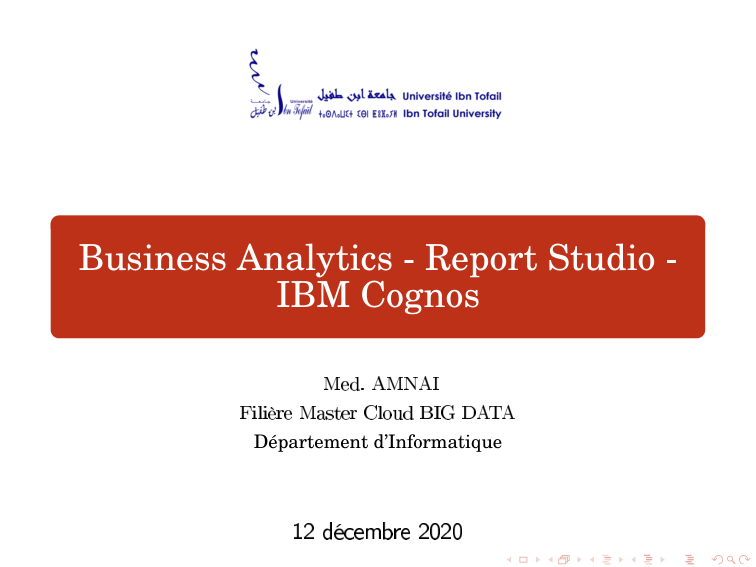 جامعة ابن طفيل Université Ibn Tofail
ⵜⴰⵙⴷⴰⵡⵉⵜ ⵉⴱⵏ ⵟⵓⴼⴰⵢⵍ Ibn Tofail University
Business Analytics - Report Studio -
IBM Cognos
Med. AMNAI
Filière Master Cloud BIG DATA
Département d'Informatique
12 décembre 2020